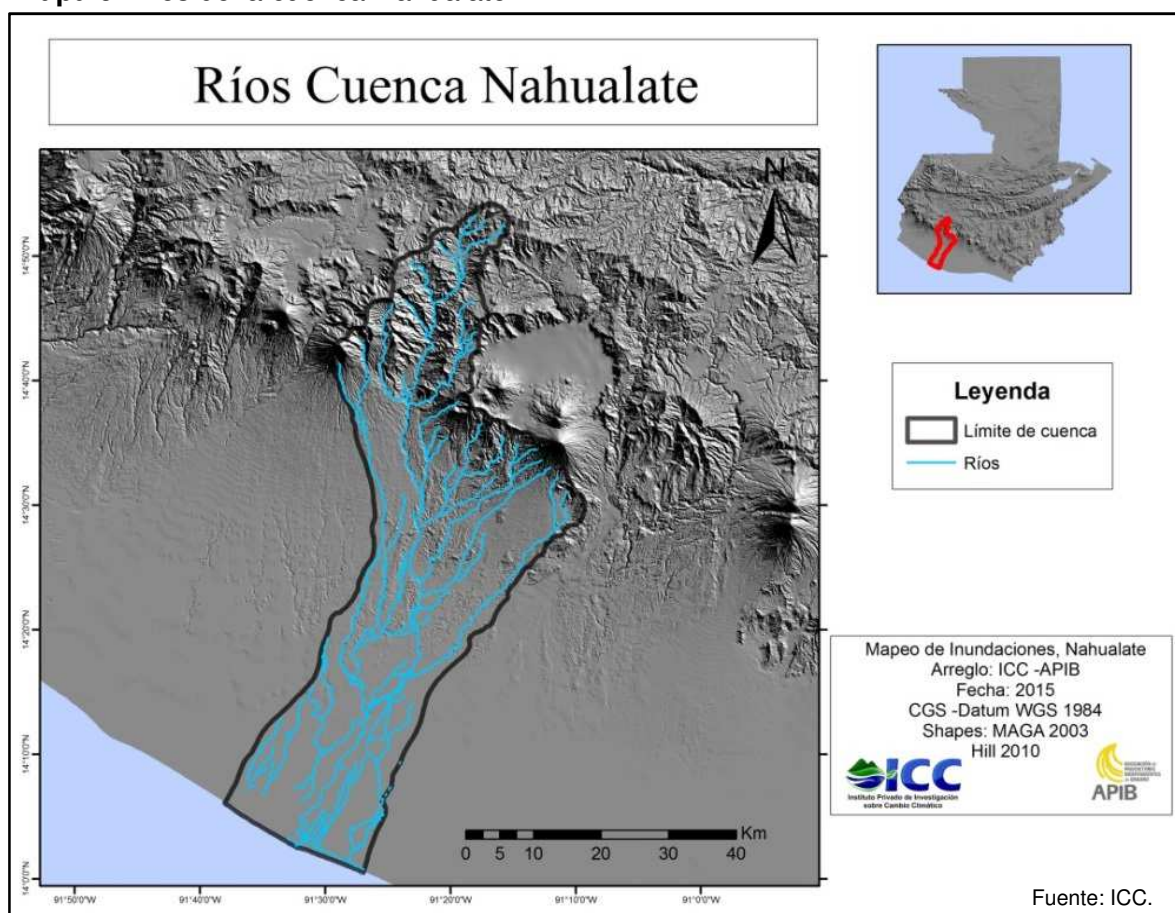 Ríos Cuenca Nahualate
N
Leyenda
Límite de cuenca
Ríos
14°50'0"N
14°40'0"N
14°30'0"N
14°20'0"N
14°10'0"N
14°0'0"N
91°50'0"W
91°40'0"W
91°30'0"W
91°20'0"W
91°10'0"W
91°0'0"W
Km
0 5 10 20 30 40
Mapeo de Inundaciones, Nahualate
Arreglo: ICC -APIB
Fecha: 2015
CGS -Datum WGS 1984
Shapes: MAGA 2003
Hill 2010
ICC
Instituto Privado de Investigación
sobre Cambio Climático
APIB
Fuente: ICC.